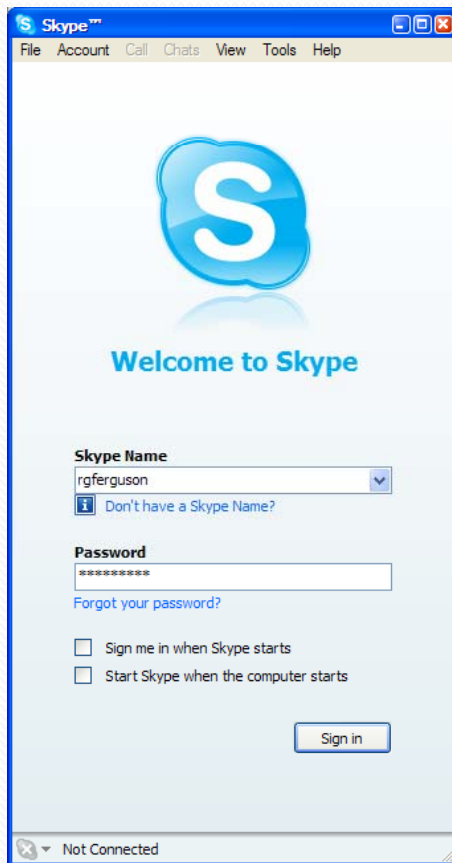 Skype™
File Account Call Chats View Tools Help
S
Welcome to Skype
Skype Name
rgferguson
Don't have a Skype Name?
Password
*********
Forgot your password?
Sign me in when Skype starts
Start Skype when the computer starts
Sign in
Not Connected